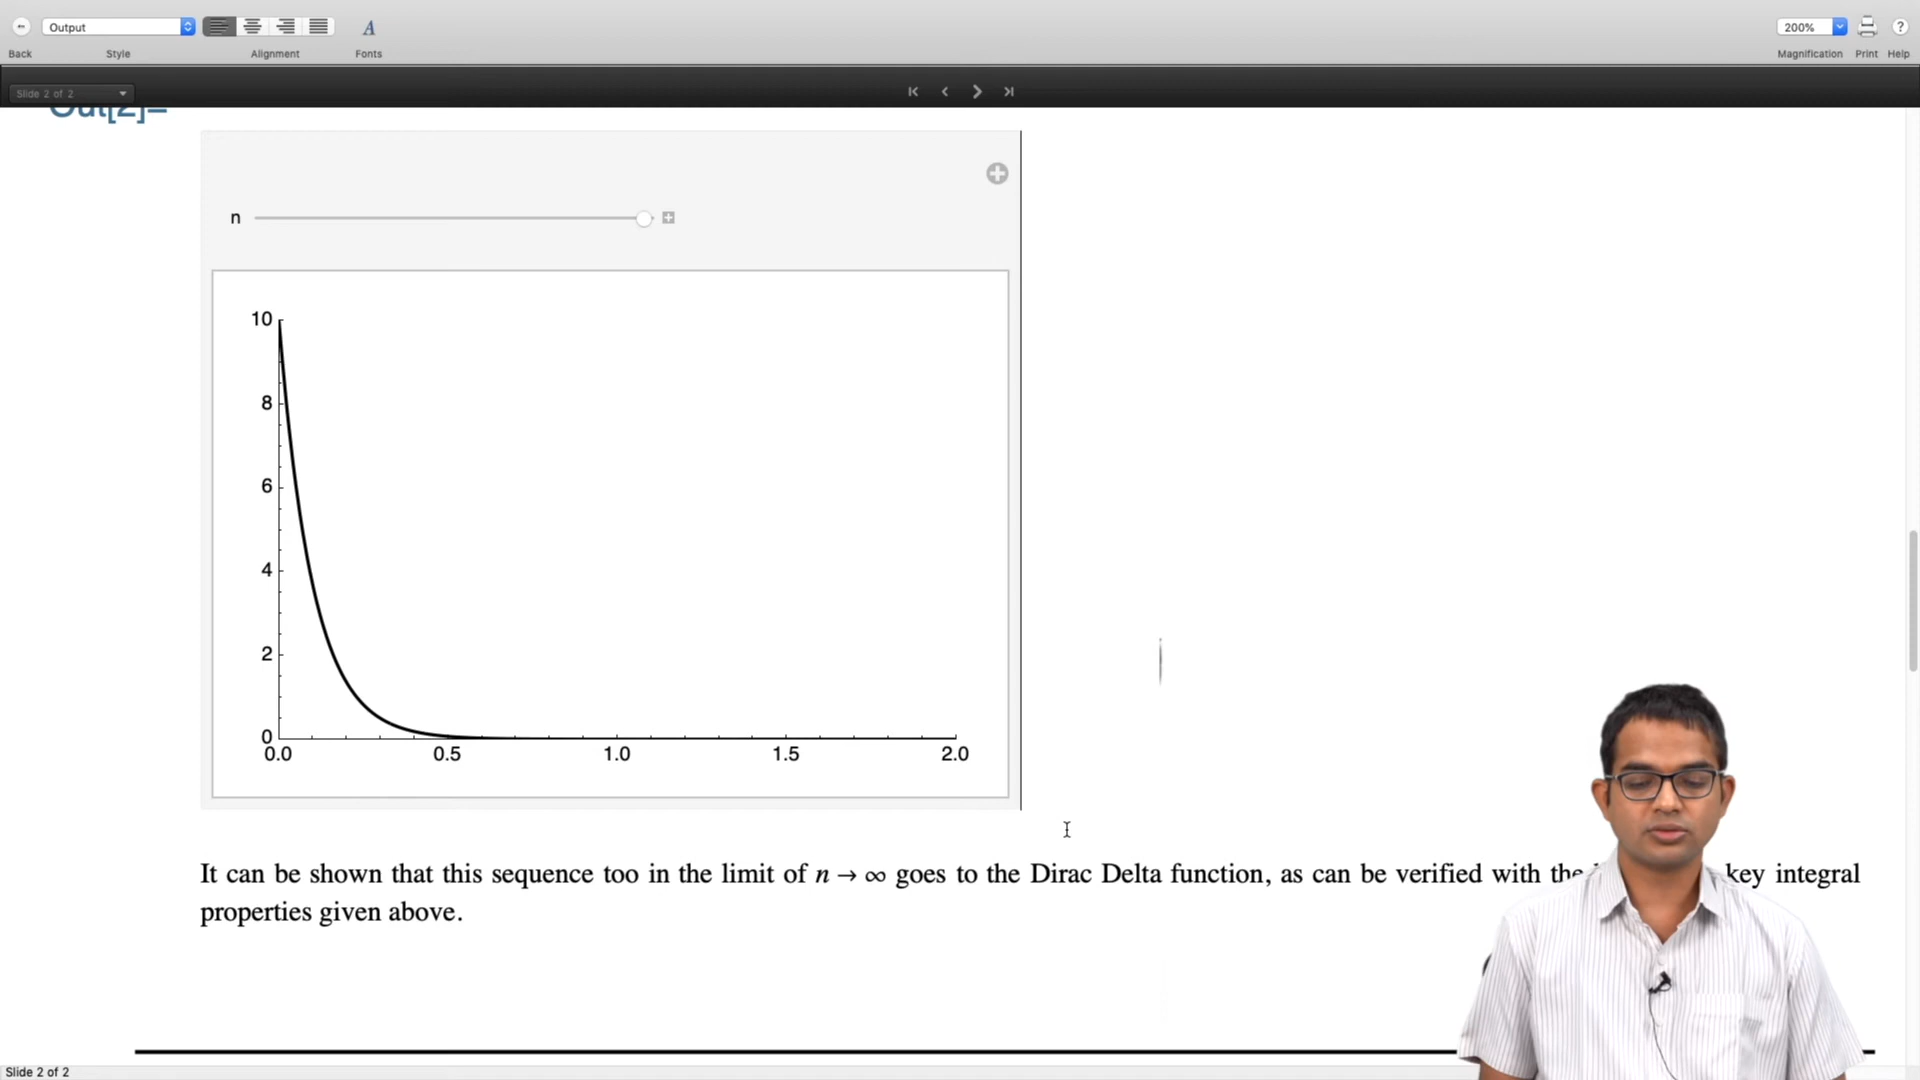 Output
200%
Back Style Alignment Fonts Magnification Print Help
Slide 2 of 2
Out[2]=
n
10
8
6
4
2
0
0.0 0.5 1.0 1.5 2.0
It can be shown that this sequence too in the limit of n → ∞ goes to the Dirac Delta function, as can be verified with the key integral
properties given above.
Slide 2 of 2